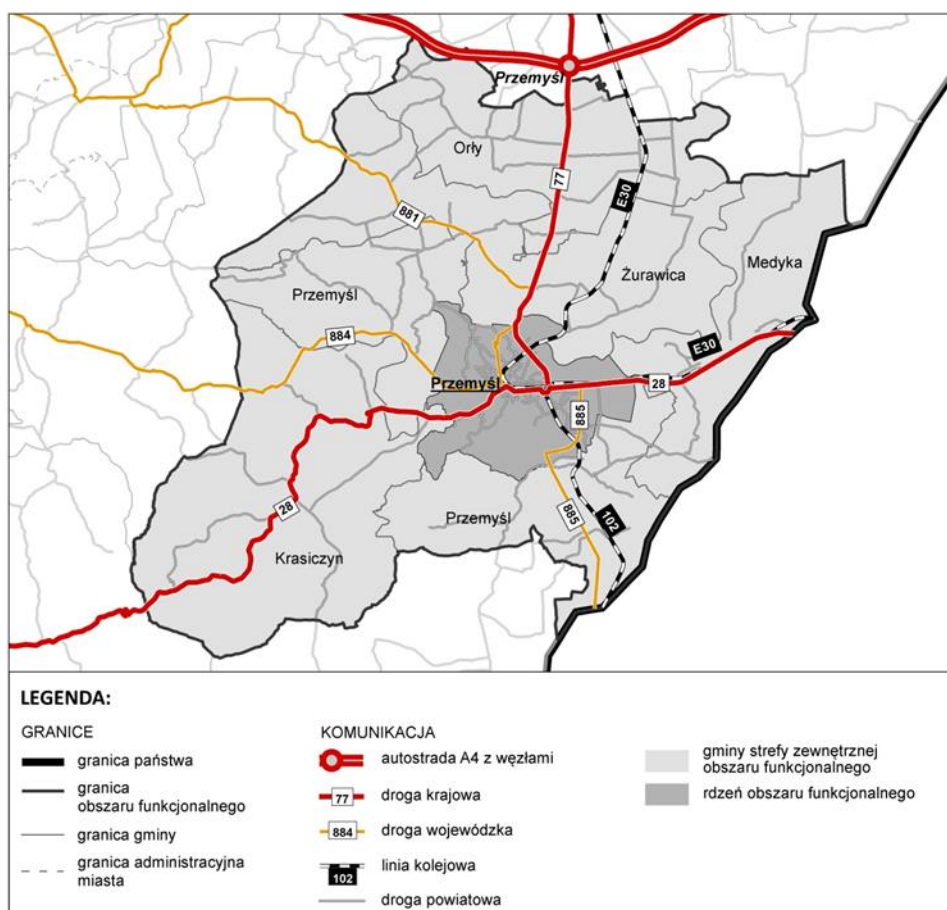 Przemyśl
Orły
77
E30
881
Żurawica
Medyka
Przemyśl
884
E30
Przemyśl
28
885
28
Przemyśl
885
102
Krasiczyn
LEGENDA:
GRANICE
granica państwa
granica
obszaru funkcjonalnego
granica gminy
granica administracyjna
miasta
KOMUNIKACJA
autostrada A4 z węzłami
77
droga krajowa
884
droga wojewódzka
102
linia kolejowa
droga powiatowa
gminy strefy zewnętrznej
obszaru funkcjonalnego
rdzeń obszaru funkcjonalnego